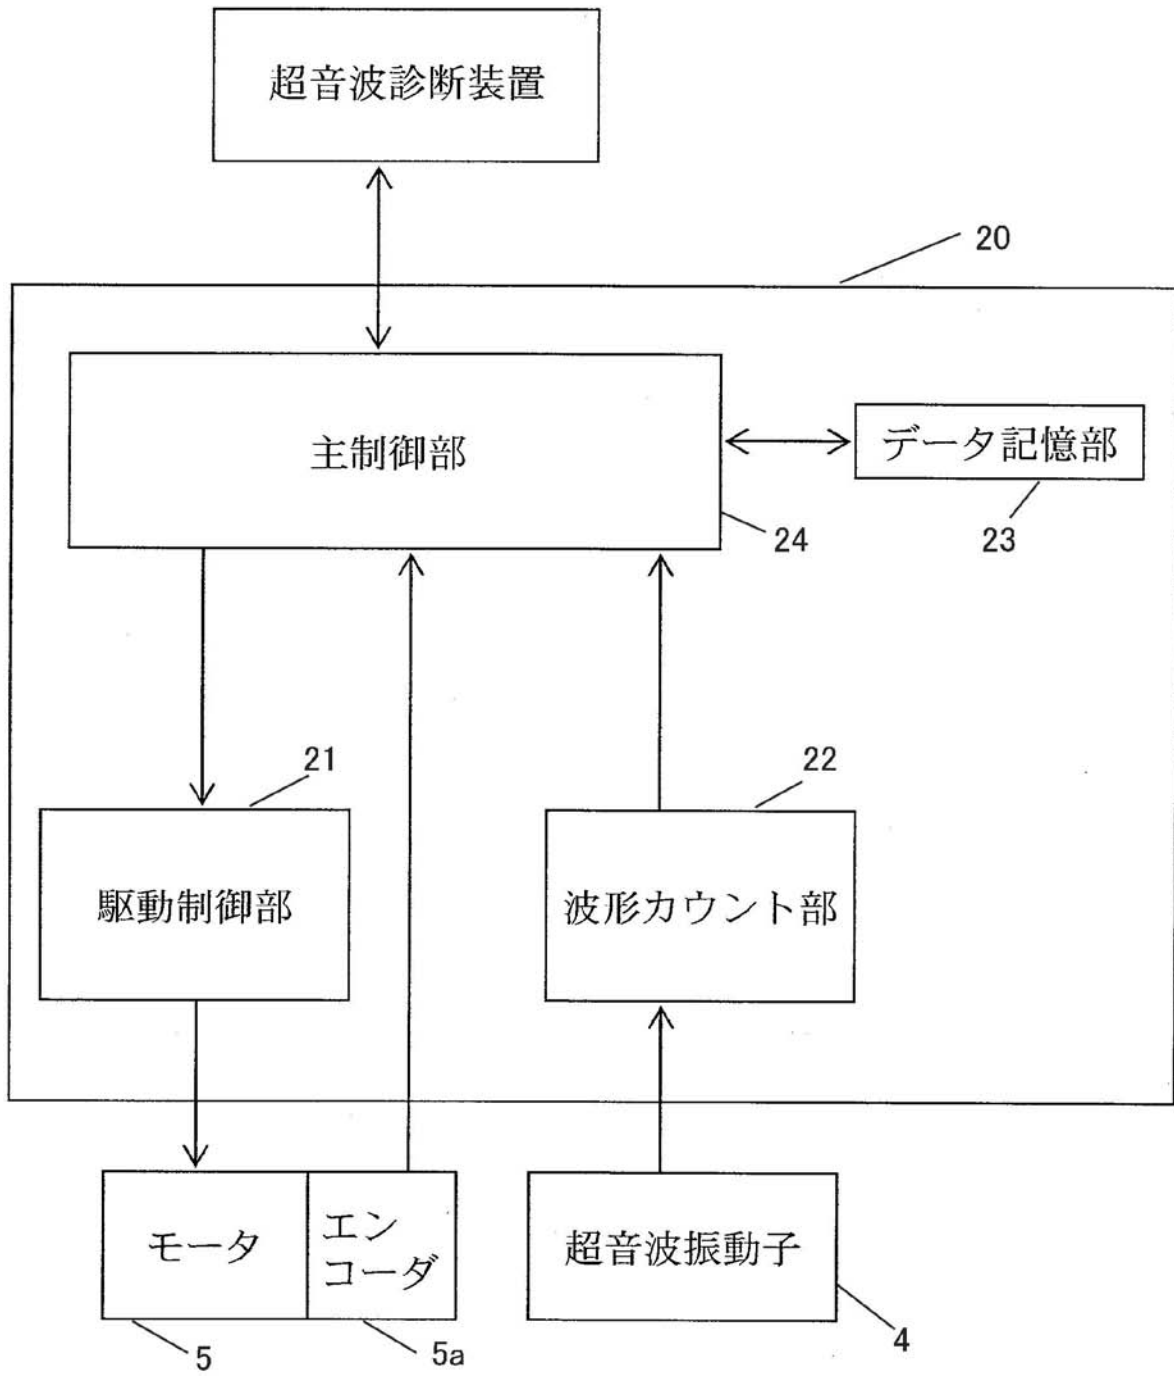 超音波診断装置
20
主制御部
データ記憶部
24
23
21
22
駆動制御部
波形カウント部
モータ
エン
コーダ
超音波振動子
5
5a
4